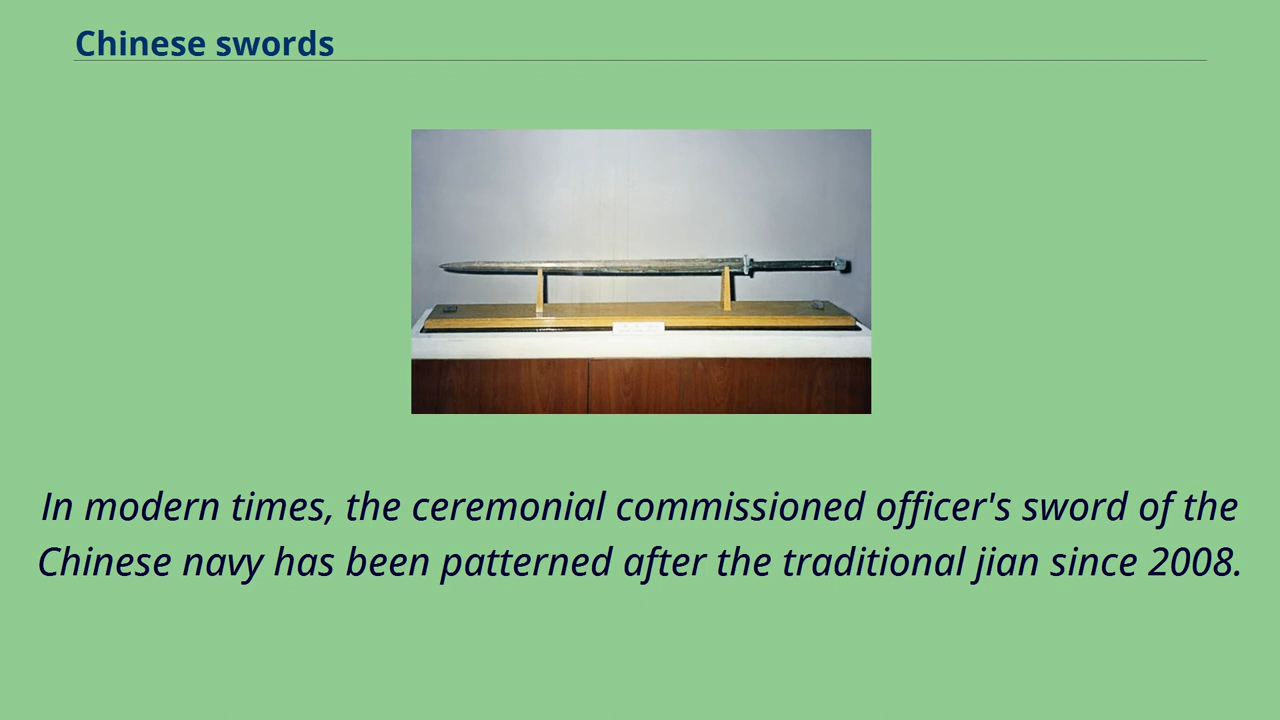 Chinese swords
In modern times, the ceremonial commissioned officer's sword of the
Chinese navy has been patterned after the traditional jian since 2008.